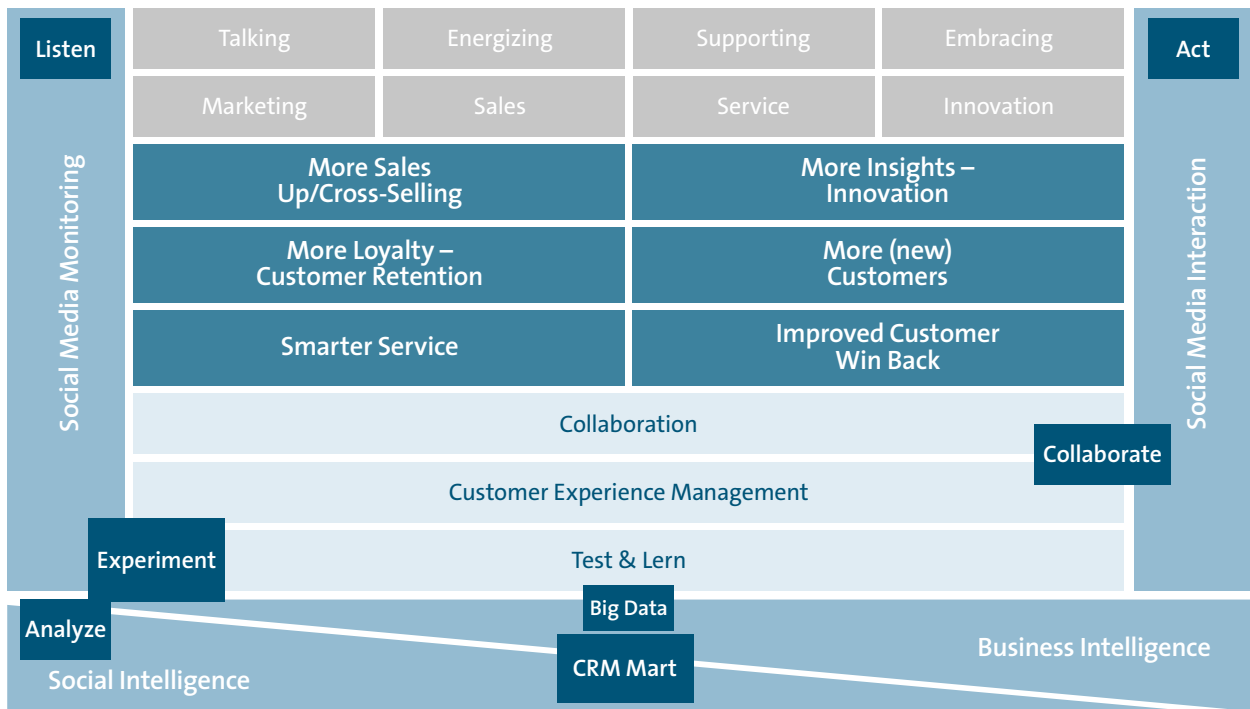 Listen
Talking
Energizing
Supporting
Embracing
Act
Marketing
Sales
Service
Innovation
Social Media Monitoring
More Sales
Up/Cross-Selling
More Insights –
Innovation
Social Media Interaction
More Loyalty –
Customer Retention
More (new)
Customers
Smarter Service
Improved Customer
Win Back
Collaboration
Collaborate
Customer Experience Management
Experiment
Test & Lern
Big Data
Analyze
Business Intelligence
CRM Mart
Social Intelligence